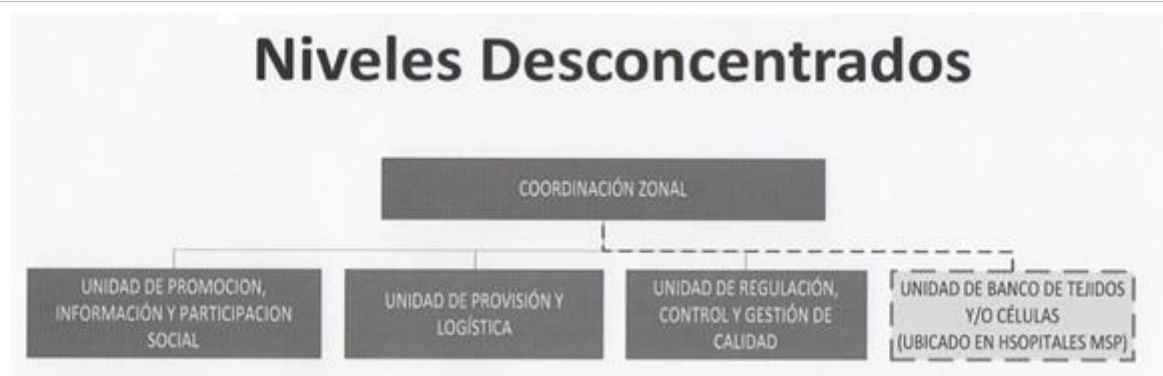 Niveles Desconcentrados
COORDINACIÓN ZONAL
UNIDAD DE PROMOCION,
INFORMACIÓN Y PARTICIPACION
SOCIAL
UNIDAD DE PROVISIÓN Y
LOGÍSTICA
UNIDAD DE REGULACIÓN,
CONTROL Y GESTIÓN DE
CALIDAD
UNIDAD DE BANCO DE TEJIDOS
Y/O CÉLULAS
(UBICADO EN HSOPITALES MSP)